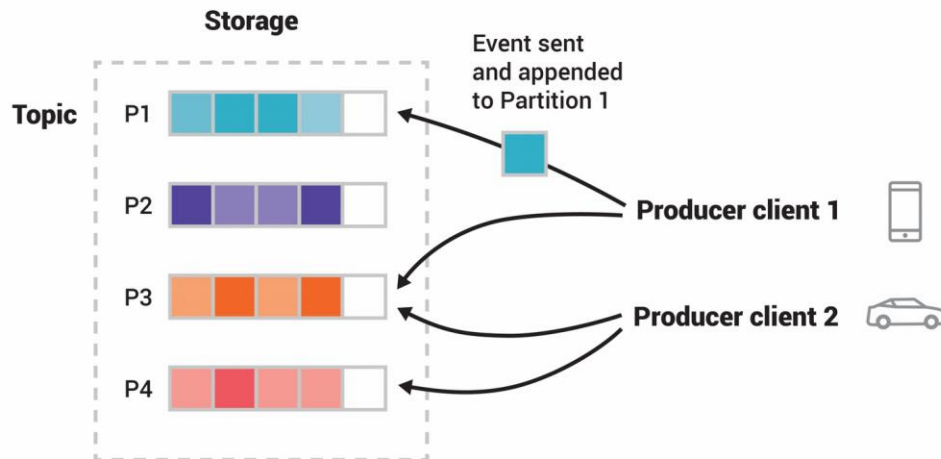 Storage
Event sent
and appended
to Partition 1
Topic
P1
P2
Producer client 1
P3
Producer client 2
P4